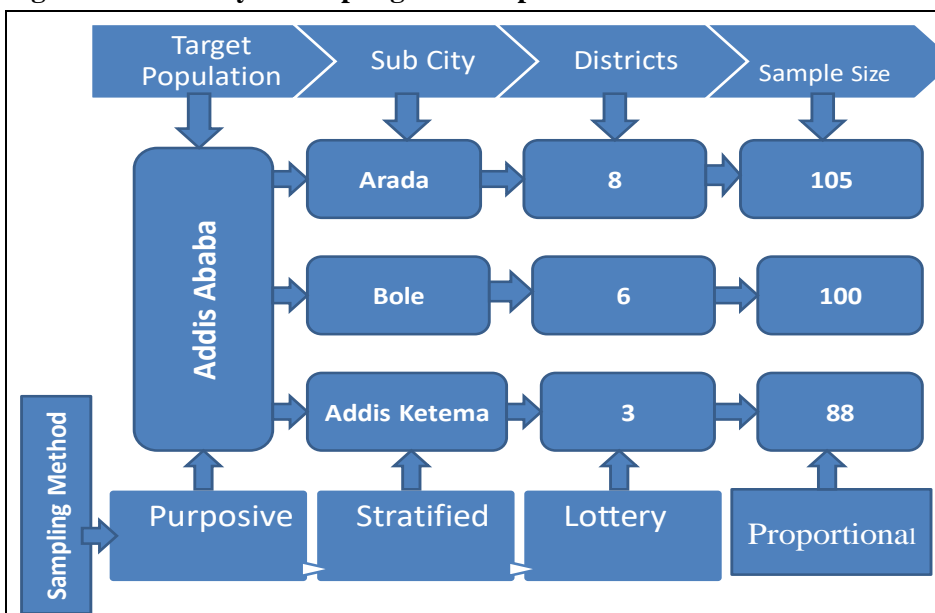 Target
Population
Sub City
Districts
Sample Size
Arada
8
105
Addis Ababa
Bole
6
100
Addis Ketema
3
88
Sampling Method
Purposive
Stratified
Lottery
Proportional